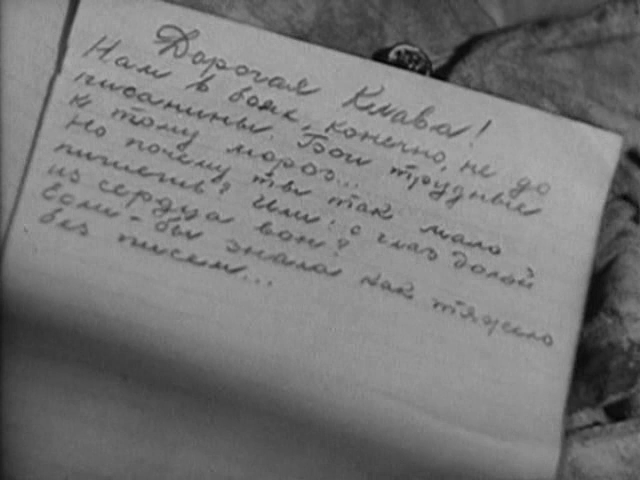 Дорогая Клава!
Нам в боях, конечно, не до
писанины. Бои трудные
к тому мороз...
Но почему ты так мало
пишешь? Или: с глаз долой
из сердца вон?
Если-бы знала как тяжело
без писем...